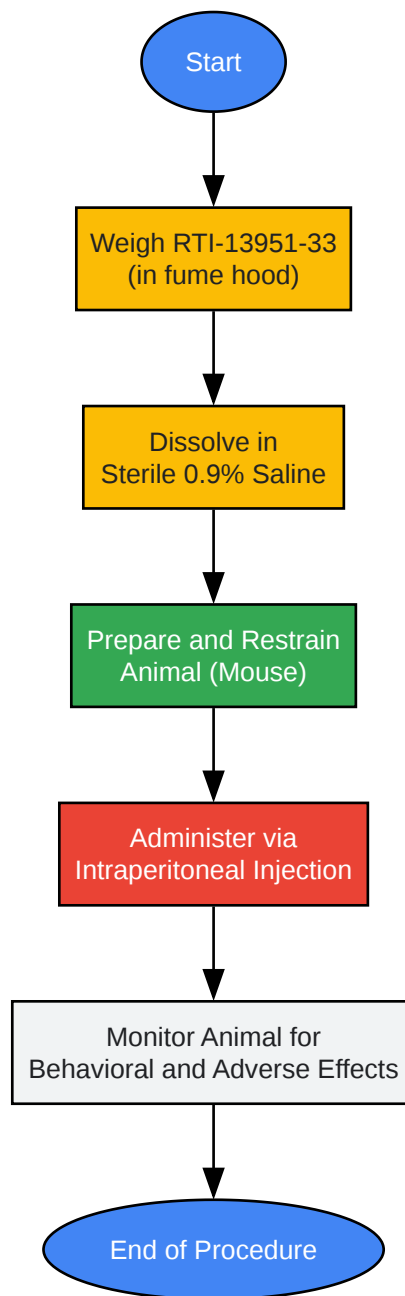 Start
Weigh RTI-13951-33
(in fume hood)
Dissolve in
Sterile 0.9% Saline
Prepare and Restrain
Animal (Mouse)
Administer via
Intraperitoneal Injection
Monitor Animal for
Behavioral and Adverse Effects
End of Procedure